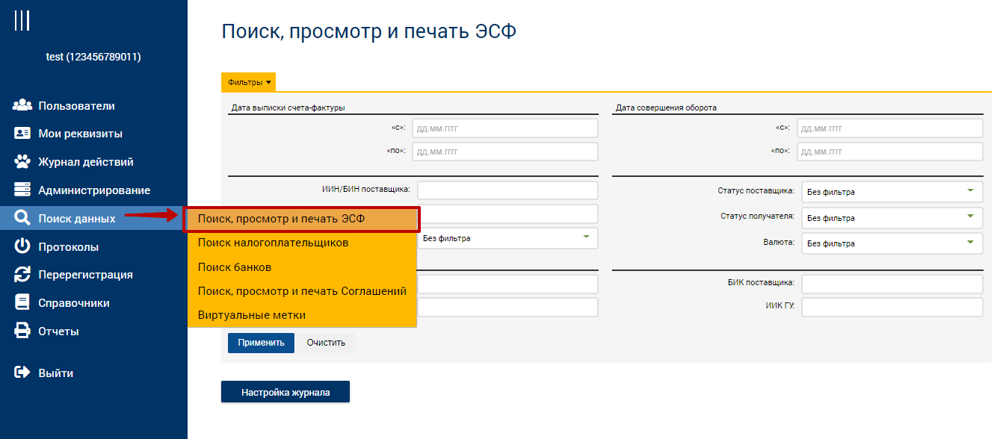 test (123456789011)
Пользователи
Мои реквизиты
Журнал действий
Администрирование
Поиск данных
Протоколы
Перерегистрация
Справочники
Отчеты
Выйти
Поиск, просмотр и печать ЭСФ
Поиск налогоплательщиков
Поиск банков
Поиск, просмотр и печать Соглашений
Виртуальные метки
Поиск, просмотр и печать ЭСФ
Фильтры
Дата выписки счета-фактуры
«с»: дд.мм.гггг
«по»: дд.мм.гггг
Дата совершения оборота
«с»: дд.мм.гггг
«по»: дд.мм.гггг
ИИН/БИН поставщика:
Без фильтра
Статус поставщика: Без фильтра
Статус получателя: Без фильтра
Валюта: Без фильтра
БИК поставщика:
ИИК ГУ:
Применить Очистить
Настройка журнала